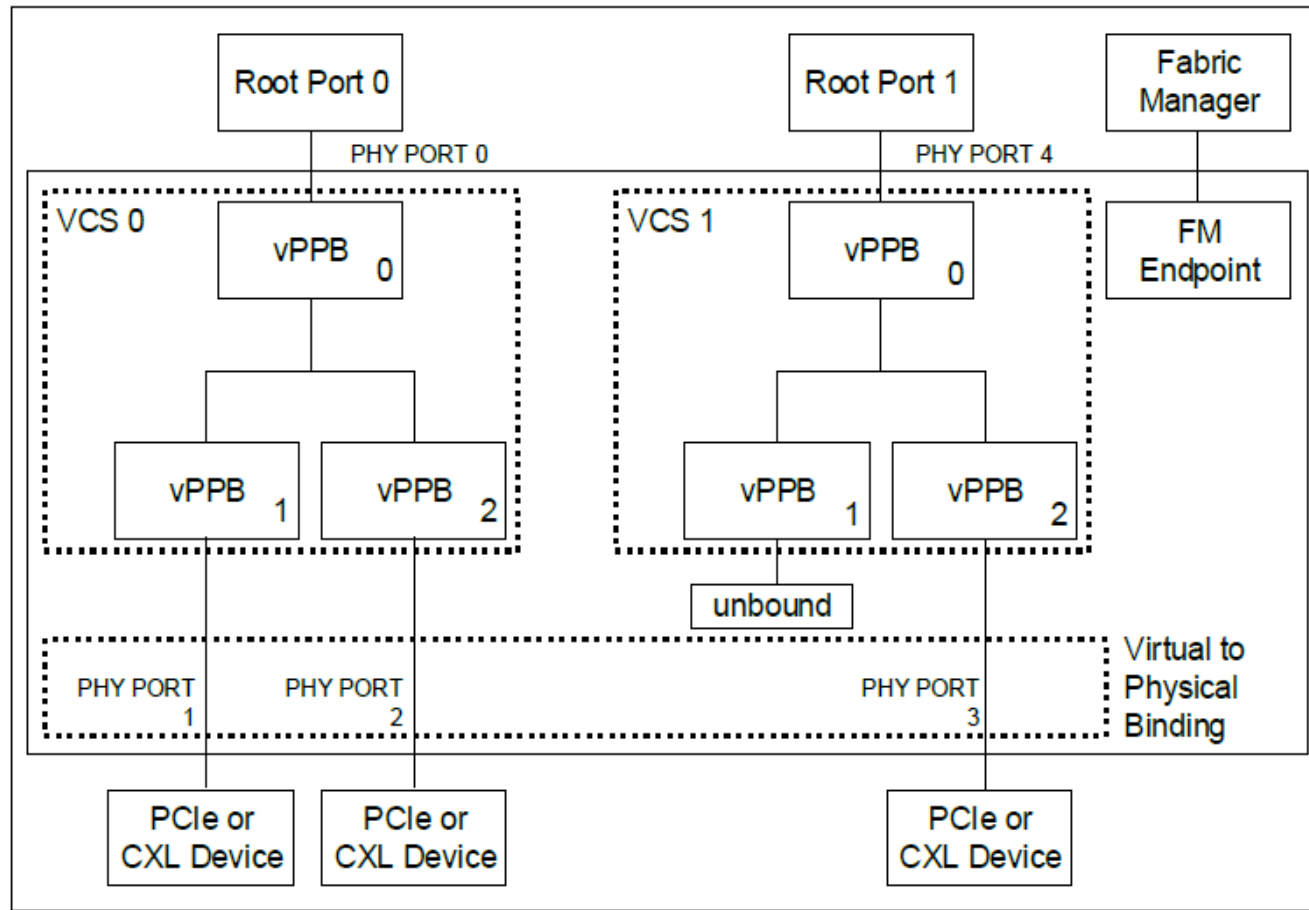 Root Port 0
Root Port 1
Fabric
Manager
PHY PORT 0
PHY PORT 4
VCS 0
vPPB
0
VCS 1
vPPB
0
FM
Endpoint
vPPB
1
vPPB
2
vPPB
1
vPPB
2
unbound
PHY PORT
1
PHY PORT
2
PHY PORT
3
Virtual to
Physical
Binding
PCIe or
CXL Device
PCIe or
CXL Device
PCIe or
CXL Device